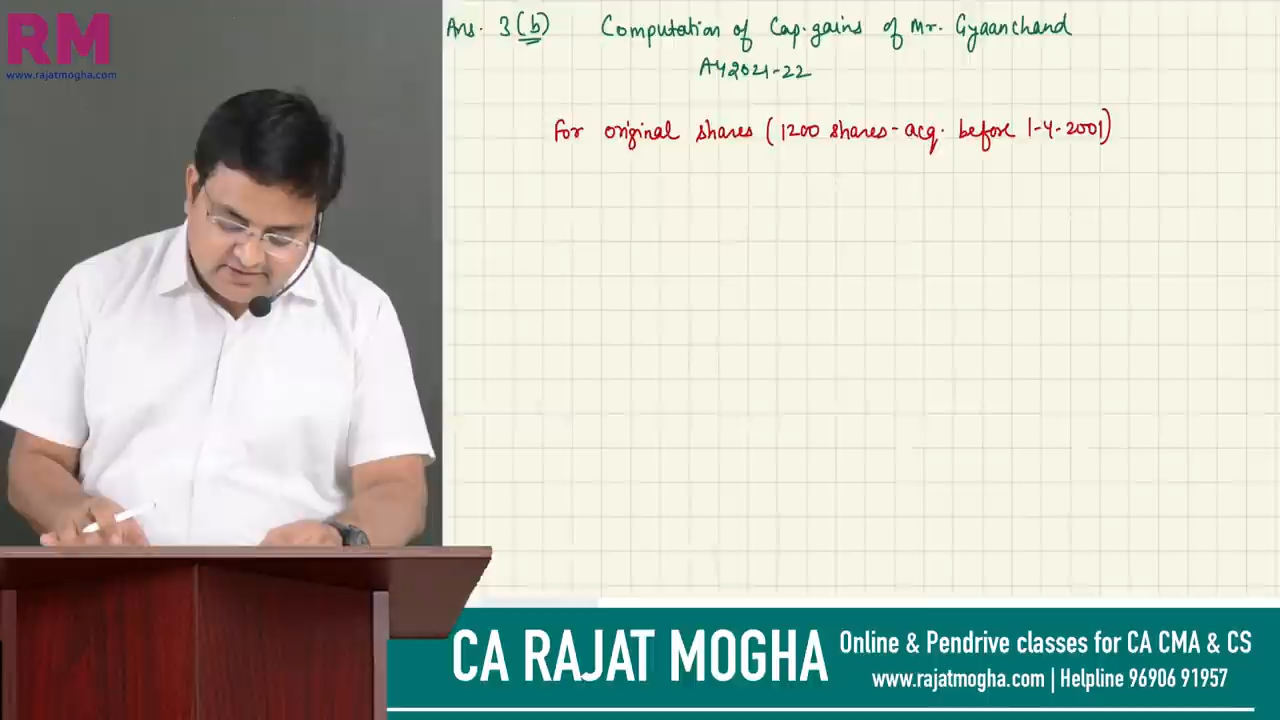 RM
www.rajatmogha.com
Ans. 3(b) Computation of Cap. gains of Mr. Gyaanchand
AY2021-22
For original shares (1200 shares - acq. before 1-4-2001)
CA RAJAT MOGHA
Online & Pendrive classes for CA CMA & CS
www.rajatmogha.com | Helpline 96906 91957